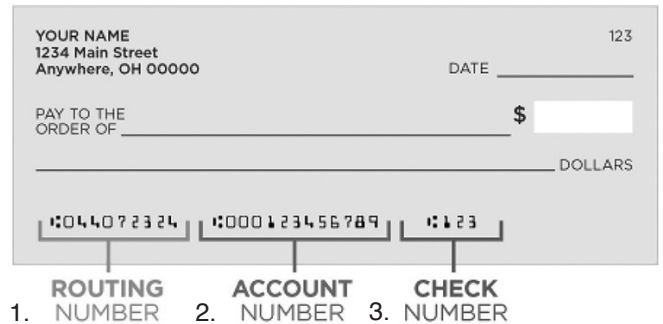 YOUR NAME 123
1234 Main Street
Anywhere, OH 00000 DATE
PAY TO THE
ORDER OF $
DOLLARS
⑆044072324 ⑆000123456789 ⑆123
ROUTING ACCOUNT CHECK
1. NUMBER 2. NUMBER 3. NUMBER